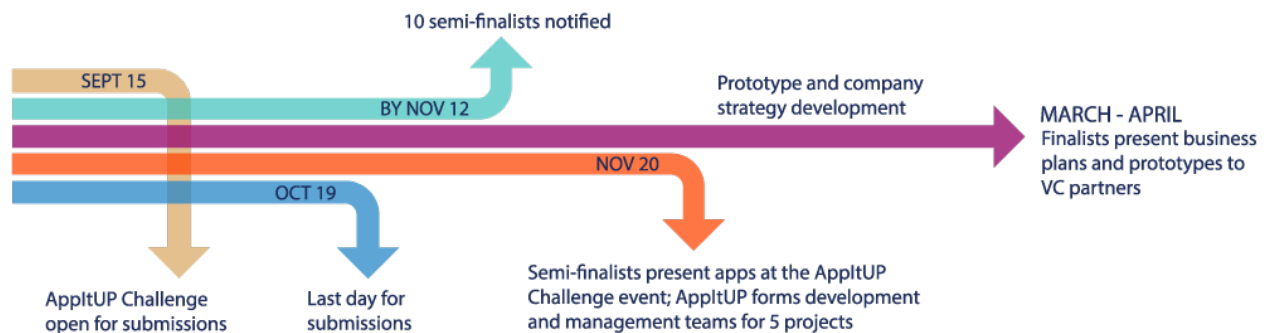 10 semi-finalists notified
SEPT 15
BY NOV 12
Prototype and company
strategy development
MARCH - APRIL
Finalists present business
plans and prototypes to
VC partners
NOV 20
OCT 19
AppItUP Challenge
open for submissions
Last day for
submissions
Semi-finalists present apps at the AppItUP
Challenge event; AppItUP forms development
and management teams for 5 projects